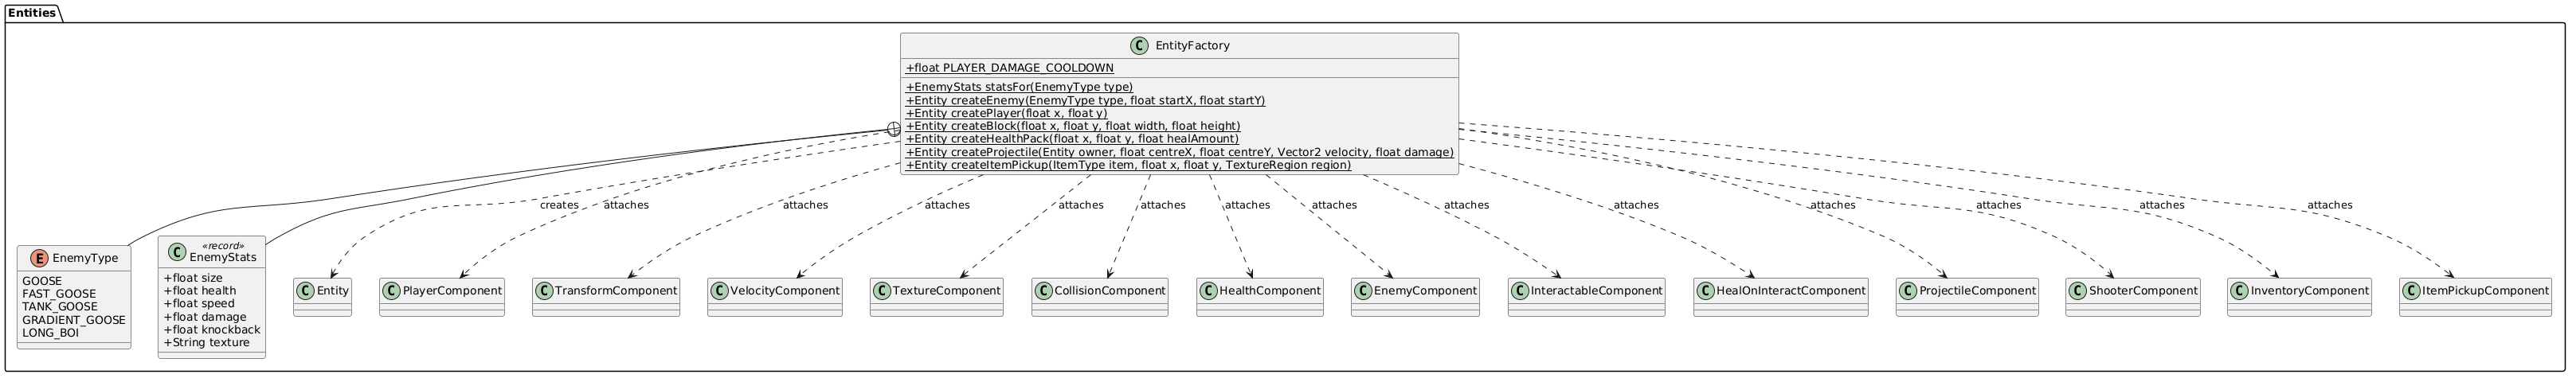 Entities
C EntityFactory
+float PLAYER_DAMAGE_COOLDOWN
+EnemyStats statsFor(EnemyType type)
+Entity createEnemy(EnemyType type, float startX, float startY)
+Entity createPlayer(float x, float y)
+Entity createBlock(float x, float y, float width, float height)
+Entity createHealthPack(float x, float y, float healAmount)
+Entity createProjectile(Entity owner, float centreX, float centreY, Vector2 velocity, float damage)
+Entity createItemPickup(ItemType item, float x, float y, TextureRegion region)
creates
attaches
attaches
attaches
attaches
attaches
attaches
attaches
attaches
attaches
attaches
attaches
attaches
attaches
E EnemyType
GOOSE
FAST_GOOSE
TANK_GOOSE
GRADIENT_GOOSE
LONG_BOI
C «record»
EnemyStats
+float size
+float health
+float speed
+float damage
+float knockback
+String texture
C Entity
C PlayerComponent
C TransformComponent
C VelocityComponent
C TextureComponent
C CollisionComponent
C HealthComponent
C EnemyComponent
C InteractableComponent
C HealOnInteractComponent
C ProjectileComponent
C ShooterComponent
C InventoryComponent
C ItemPickupComponent